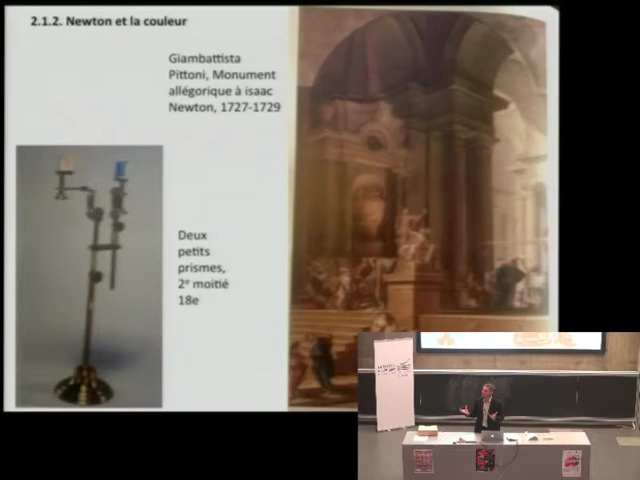 2.1.2. Newton et la couleur
Giambattista
Pittoni, Monument
allégorique à isaac
Newton, 1727-1729
Deux
petits
prismes,
2e moitié
18e